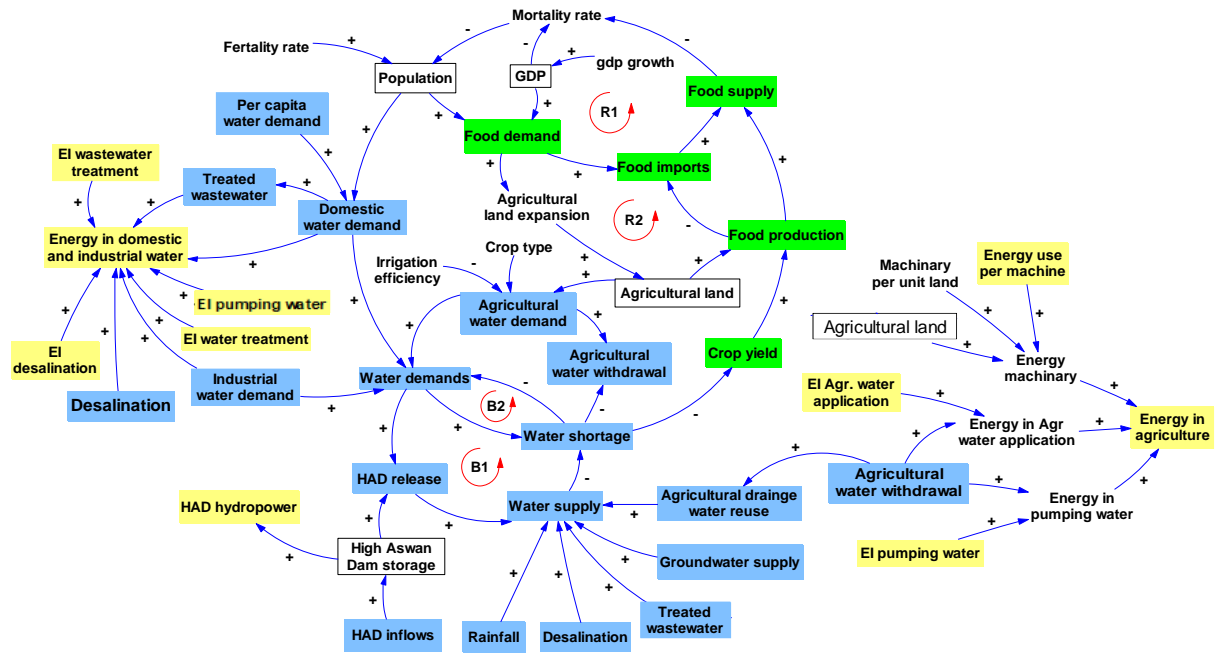 Mortality rate
Fertality rate
Population
GDP
gdp growth
Food supply
Per capita
water demand
Food demand
R1
EI wastewater
treatment
Treated
wastewater
Food imports
Agricultural
land expansion
R2
Domestic
water demand
Food production
Energy in domestic
and industrial water
Crop type
Irrigation
efficiency
Machinary
per unit land
Energy use
per machine
EI pumping water
Agricultural
water demand
Agricultural land
Agricultural land
EI water treatment
EI
desalination
Agricultural
water withdrawal
Crop yield
Energy
machinary
Desalination
Industrial
water demand
Water demands
B2
EI Agr. water
application
Energy in Agr
water application
Energy in
agriculture
Water shortage
B1
HAD release
HAD hydropower
Water supply
Agricultural drainge
water reuse
Agricultural
water withdrawal
Energy in
pumping water
High Aswan
Dam storage
Groundwater supply
EI pumping water
HAD inflows
Rainfall
Desalination
Treated
wastewater